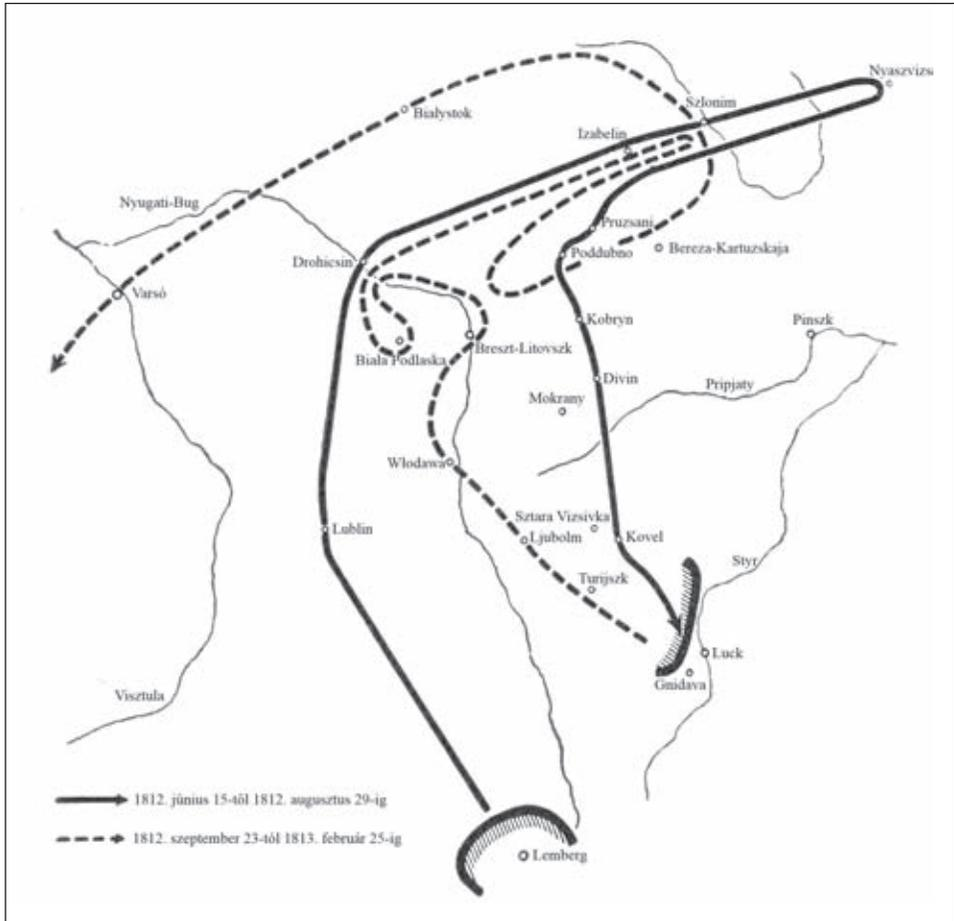 Nyaszvizs
Szlonim
Białystok
Izabelin
Nyugati-Bug
Pruzsani
Bereza-Kartuzskaja
Poddubno
Drohicsin
Varsó
Kobryn
Pinszk
Breszt-Litovszk
Biała Podlaska
Divin
Pripjaty
Mokrany
Włodawa
Sztara Vizsivka
Lublin
Ljubolm
Kovel
Styr
Turijszk
Luck
Gnidava
Visztula
1812. június 15-től 1812. augusztus 29-ig
1812. szeptember 23-tól 1813. február 25-ig
Lemberg